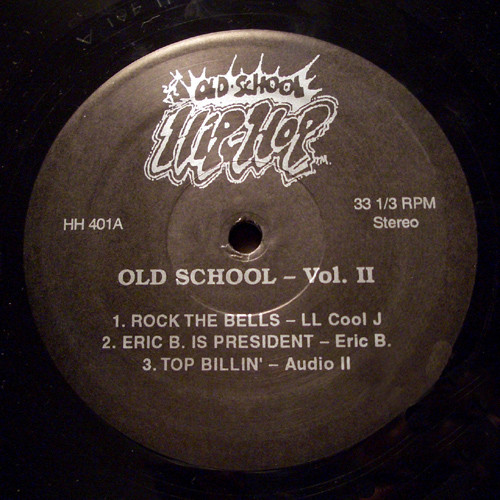 OLD·SCHOOL
HIP-HOP TM.
HH 401A
33 1/3 RPM
Stereo
OLD SCHOOL – Vol. II
1. ROCK THE BELLS – LL Cool J
2. ERIC B. IS PRESIDENT – Eric B.
3. TOP BILLIN' – Audio II